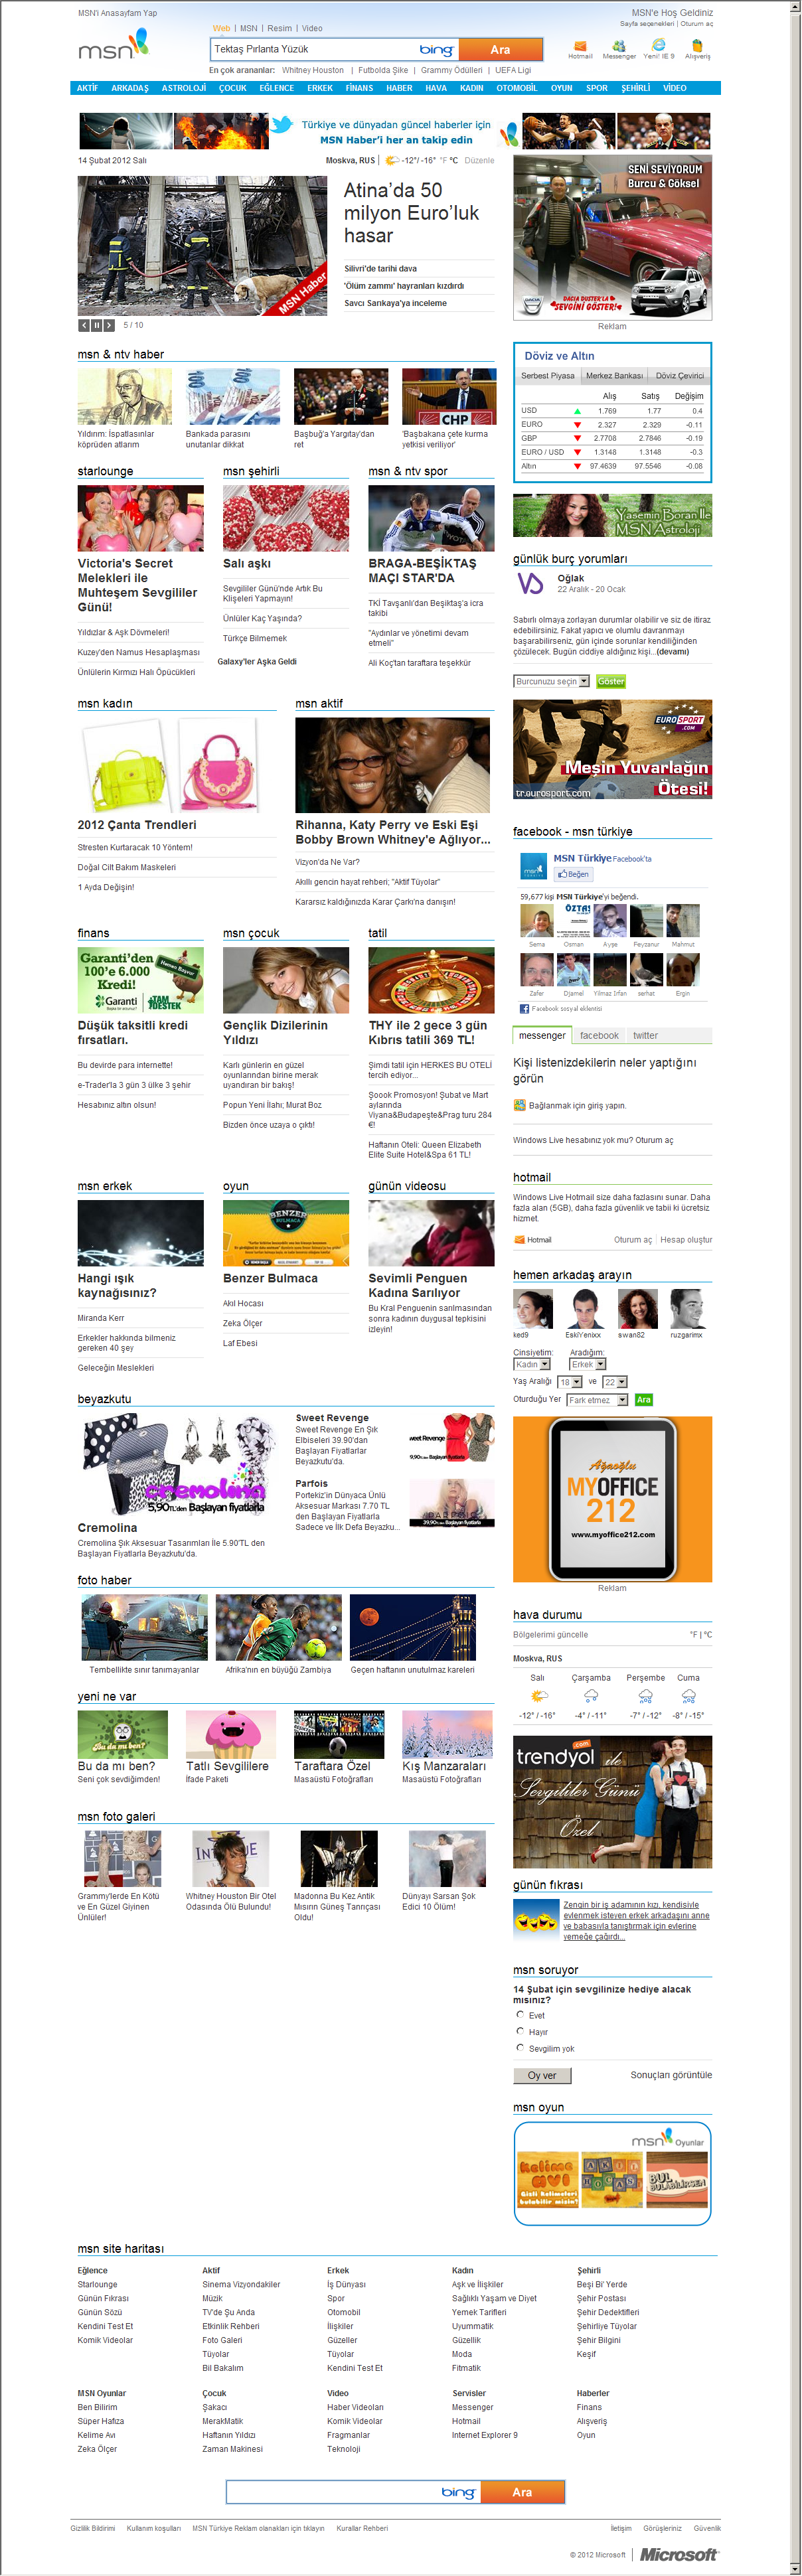 MSN'i Anasayfam Yap
MSN'e Hoş Geldiniz
Sayfa seçenekleri | Oturum aç
msn
Web | MSN | Resim | Video
Tektaş Pırlanta Yüzük
bing
Ara
Hotmail Messenger Yeni! IE 9 Alışveriş
En çok arananlar: Whitney Houston | Futbolda Şike | Grammy Ödülleri | UEFA Ligi
AKTİF ARKADAŞ ASTROLOJİ ÇOCUK EĞLENCE ERKEK FİNANS HABER HAVA KADIN OTOMOBİL OYUN SPOR ŞEHİRLİ VİDEO
Türkiye ve dünyadan güncel haberler için
MSN Haber'i her an takip edin
14 Şubat 2012 Salı
Moskva, RUS | -12°/ -16° °F °C Düzenle
Atina'da 50
milyon Euro'luk
hasar
Silivri'de tarihi dava
'Ölüm zammı' hayranları kızdırdı
Savcı Sarıkaya'ya inceleme
MSN Haber
5 / 10
SENİ SEVİYORUM
Burcu & Göksel
DACIA
DACIA DUSTER'LA
SEVGİNİ GÖSTER!
Reklam
msn & ntv haber
CHP
Yıldırım: İspatlasınlar
köprüden atlarım
Bankada parasını
unutanlar dikkat
Başbuğ'a Yargıtay'dan
ret
'Başbakana çete kurma
yetkisi veriliyor'
Döviz ve Altın
Serbest Piyasa Merkez Bankası Döviz Çevirici
Alış Satış Değişim
USD 1.769 1.77 0.4
EURO 2.327 2.329 -0.11
GBP 2.7708 2.7846 -0.19
EURO / USD 1.3148 1.3148 -0.3
Altın 97.4639 97.5546 -0.08
Yasemin Boran İle
MSN Astroloji
starlounge
Victoria's Secret
Melekleri ile
Muhteşem Sevgililer
Günü!
Yıldızlar & Aşk Dövmeleri!
Kuzey'den Namus Hesaplaşması
Ünlülerin Kırmızı Halı Öpücükleri
msn şehirli
Salı aşkı
Sevgililer Günü'nde Artık Bu
Klişeleri Yapmayın!
Ünlüler Kaç Yaşında?
Türkçe Bilmemek
Galaxy'ler Aşka Geldi
msn & ntv spor
BRAGA-BEŞİKTAŞ
MAÇI STAR'DA
TKİ Tavşanlı'dan Beşiktaş'a icra
takibi
"Aydınlar ve yönetimi devam
etmeli"
Ali Koç'tan taraftara teşekkür
günlük burç yorumları
Oğlak
22 Aralık - 20 Ocak
Sabırlı olmaya zorlayan durumlar olabilir ve siz de itiraz
edebilirsiniz. Fakat yapıcı ve olumlu davranmayı
başarabilirseniz, gün içinde sorunlar kendiliğinden
çözülecek. Bugün ciddiye aldığınız kişi...(devamı)
Burcunuzu seçin Göster
EUROSPORT
.COM
Meşin Yuvarlağın
Ötesi!
tr.eurosport.com
msn kadın
2012 Çanta Trendleri
Stresten Kurtaracak 10 Yöntem!
Doğal Cilt Bakım Maskeleri
1 Ayda Değişin!
msn aktif
Rihanna, Katy Perry ve Eski Eşi
Bobby Brown Whitney'e Ağlıyor...
Vizyon'da Ne Var?
Akıllı gencin hayat rehberi; "Aktif Tüyolar"
Kararsız kaldığınızda Karar Çarkı'na danışın!
facebook - msn türkiye
MSN Türkiye Facebook'ta
Beğen
59,677 kişi MSN Türkiye'yi beğendi.
ÖZTAŞ
Sema Osman Ayşe Feyzanur Mahmut
Zafer Djamel Yılmaz Irfan serhat Ergin
Facebook sosyal eklentisi
finans
Garanti'den
100'e 6.000
Kredi!
Hemen Başvur
Garanti TAM DESTEK
Düşük taksitli kredi
fırsatları.
Bu devirde para internette!
e-Trader'la 3 gün 3 ülke 3 şehir
Hesabınız altın olsun!
msn çocuk
Gençlik Dizilerinin
Yıldızı
Karlı günlerin en güzel
oyunlarından birine merak
uyandıran bir bakış!
Popun Yeni İlahı; Murat Boz
Bizden önce uzaya o çıktı!
tatil
THY ile 2 gece 3 gün
Kıbrıs tatili 369 TL!
Şimdi tatil için HERKES BU OTELİ
tercih ediyor...
Şoook Promosyon! Şubat ve Mart
aylarında
Viyana&Budapeşte&Prag turu 284
€!
Haftanın Oteli: Queen Elizabeth
Elite Suite Hotel&Spa 61 TL!
messenger facebook twitter
Kişi listenizdekilerin neler yaptığını
görün
Bağlanmak için giriş yapın.
Windows Live hesabınız yok mu? Oturum aç
hotmail
Windows Live Hotmail size daha fazlasını sunar. Daha
fazla alan (5GB), daha fazla güvenlik ve tabii ki ücretsiz
hizmet.
Hotmail Oturum aç | Hesap oluştur
msn erkek
Hangi ışık
kaynağısınız?
Miranda Kerr
Erkekler hakkında bilmeniz
gereken 40 şey
Geleceğin Meslekleri
oyun
BENZER
BULMACA
Benzer Bulmaca
Akıl Hocası
Zeka Ölçer
Laf Ebesi
günün videosu
Sevimli Penguen
Kadına Sarılıyor
Bu Kral Penguenin sarılmasından
sonra kadının duygusal tepkisini
izleyin!
hemen arkadaş arayın
ked9 EskiYenixx swan82 ruzgarimx
Cinsiyetim: Aradığım:
Kadın Erkek
Yaş Aralığı 18 ve 22
Oturduğu Yer Fark etmez Ara
Ağaoğlu
MYOFFICE
212
www.myoffice212.com
Reklam
beyazkutu
cremolina
5,90TL'den Başlayan fiyatlarla
Cremolina
Cremolina Şık Aksesuar Tasarımları İle 5.90'TL den
Başlayan Fiyatlarla Beyazkutu'da.
Sweet Revenge
Sweet Revenge En Şık
Elbiseleri 39.90'dan
Başlayan Fiyatlarlar
Beyazkutu'da.
Parfois
Portekiz'in Dünyaca Ünlü
Aksesuar Markası 7.70 TL
den Başlayan Fiyatlarla
Sadece ve İlk Defa Beyazku...
foto haber
Tembellikte sınır tanımayanlar
Afrika'nın en büyüğü Zambiya
Geçen haftanın unutulmaz kareleri
hava durumu
Bölgelerimi güncelle °F | °C
Moskva, RUS
Salı Çarşamba Perşembe Cuma
-12° / -16° -4° / -11° -7° / -12° -8° / -15°
yeni ne var
Bu da mı ben?
Bu da mı ben?
Seni çok sevdiğimden!
Tatlı Sevgililere
İfade Paketi
Taraftara Özel
Masaüstü Fotoğrafları
Kış Manzaraları
Masaüstü Fotoğrafları
trendyol.com ile
Sevgililer Günü
Özel
msn foto galeri
Grammy'lerde En Kötü
ve En Güzel Giyinen
Ünlüler!
Whitney Houston Bir Otel
Odasında Ölü Bulundu!
Madonna Bu Kez Antik
Mısırın Güneş Tanrıçası
Oldu!
Dünyayı Sarsan Şok
Edici 10 Ölüm!
günün fıkrası
Zengin bir iş adamının kızı, kendisiyle
evlenmek isteyen erkek arkadaşını anne
ve babasıyla tanıştırmak için evlerine
yemeğe çağırdı...
msn soruyor
14 Şubat için sevgilinize hediye alacak
mısınız?
Evet
Hayır
Sevgilim yok
Oy ver Sonuçları görüntüle
msn oyun
msn Oyunlar
kelime avı
Gizli kelimeleri
bulabilir misin?
AKIL HOCASI
BUL BULABİLİRSEN
msn site haritası
Eğlence
Starlounge
Günün Fıkrası
Günün Sözü
Kendini Test Et
Komik Videolar
Aktif
Sinema Vizyondakiler
Müzik
TV'de Şu Anda
Etkinlik Rehberi
Foto Galeri
Tüyolar
Bil Bakalım
Erkek
İş Dünyası
Spor
Otomobil
İlişkiler
Güzeller
Tüyolar
Kendini Test Et
Kadın
Aşk ve İlişkiler
Sağlıklı Yaşam ve Diyet
Yemek Tarifleri
Uyummatik
Güzellik
Moda
Fitmatik
Şehirli
Beşi Bi' Yerde
Şehir Postası
Şehir Dedektifleri
Şehirliye Tüyolar
Şehir Bilgini
Keşif
MSN Oyunlar
Ben Bilirim
Süper Hafıza
Kelime Avı
Zeka Ölçer
Çocuk
Şakacı
MerakMatik
Haftanın Yıldızı
Zaman Makinesi
Video
Haber Videoları
Komik Videolar
Fragmanlar
Teknoloji
Servisler
Messenger
Hotmail
Internet Explorer 9
Haberler
Finans
Alışveriş
Oyun
bing Ara
Gizlilik Bildirimi Kullanım koşulları MSN Türkiye Reklam olanakları için tıklayın Kurallar Rehberi
İletişim Görüşleriniz Güvenlik
© 2012 Microsoft | Microsoft